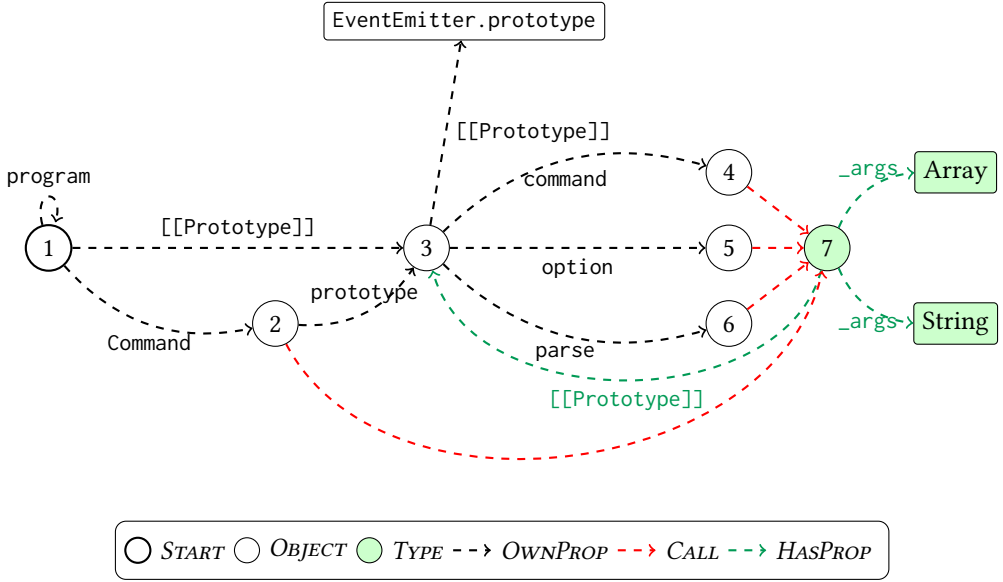 EventEmitter.prototype
[[Prototype]]
program
command
4
_args
Array
[[Prototype]]
1
3
5
7
option
prototype
2
6
_args
String
Command
parse
[[Prototype]]
START OBJECT TYPE OWNPROP CALL HASPROP